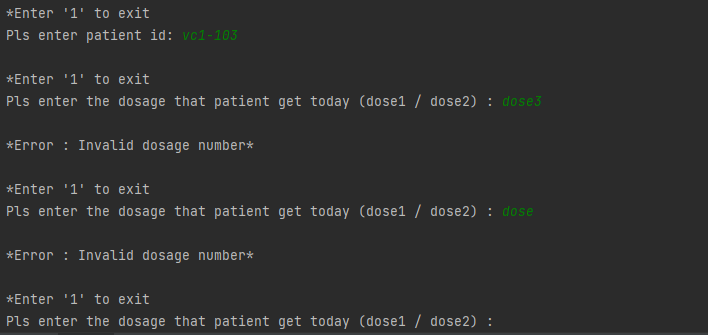 *Enter '1' to exit
Pls enter patient id: vc1-103
*Enter '1' to exit
Pls enter the dosage that patient get today (dose1 / dose2) : dose3
*Error : Invalid dosage number*
*Enter '1' to exit
Pls enter the dosage that patient get today (dose1 / dose2) : dose
*Error : Invalid dosage number*
*Enter '1' to exit
Pls enter the dosage that patient get today (dose1 / dose2) :